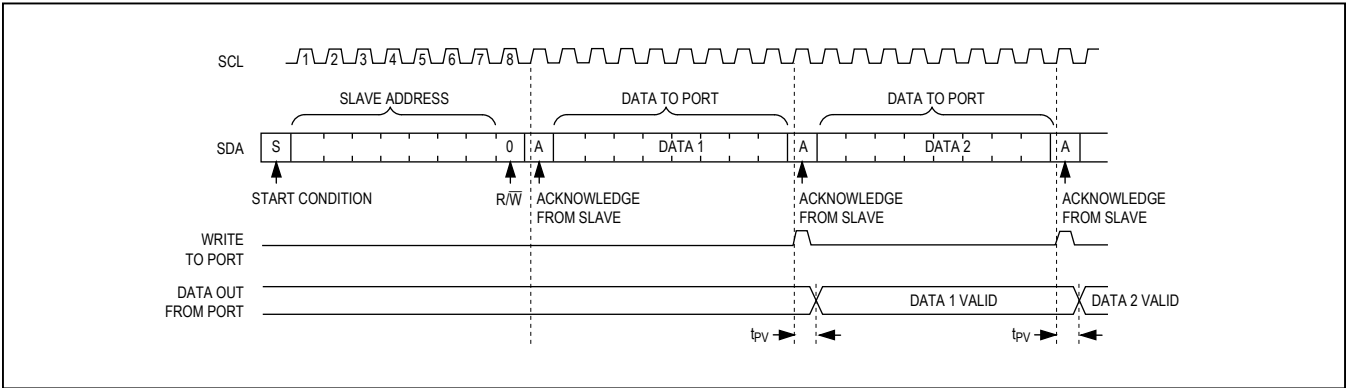 SCL 1 2 3 4 5 6 7 8
SLAVE ADDRESS DATA TO PORT DATA TO PORT
SDA S 0 A DATA 1 A DATA 2 A
START CONDITION R/W̅ ACKNOWLEDGE FROM SLAVE ACKNOWLEDGE FROM SLAVE ACKNOWLEDGE FROM SLAVE
WRITE
TO PORT
DATA OUT
FROM PORT
DATA 1 VALID DATA 2 VALID
tPV tPV